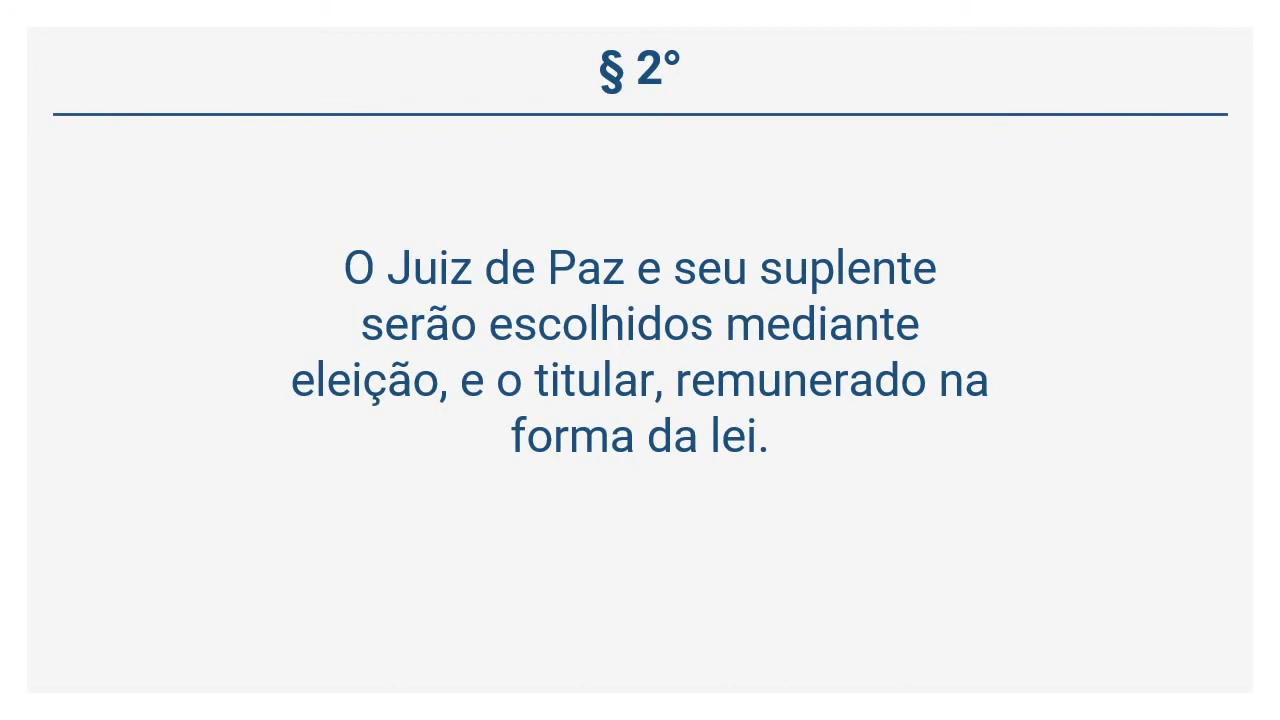 § 2°
O Juiz de Paz e seu suplente
serão escolhidos mediante
eleição, e o titular, remunerado na
forma da lei.